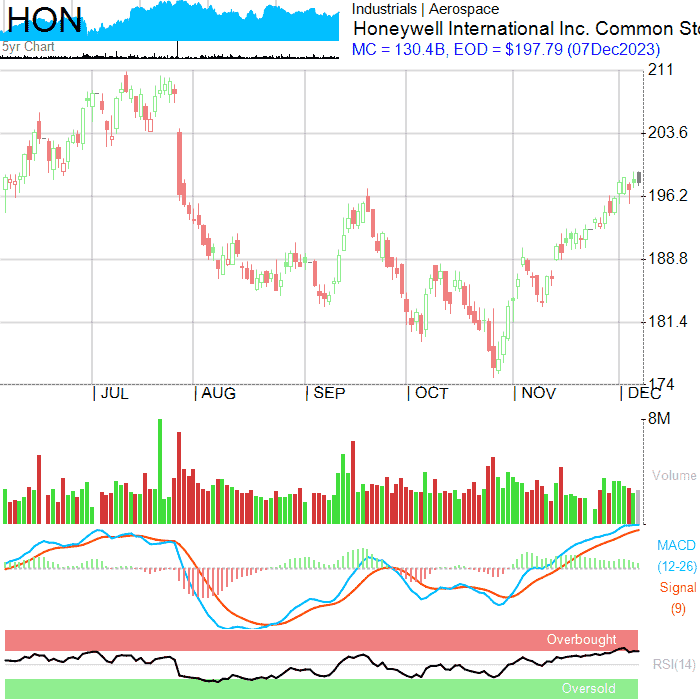 HON
5yr Chart
Industrials | Aerospace
Honeywell International Inc. Common Sto
MC = 130.4B, EOD = $197.79 (07Dec2023)
211
203.6
196.2
188.8
181.4
174
| JUL | AUG | SEP | OCT | NOV | DEC
8M
Volume
MACD
(12-26)
Signal
(9)
Overbought
RSI(14)
Oversold